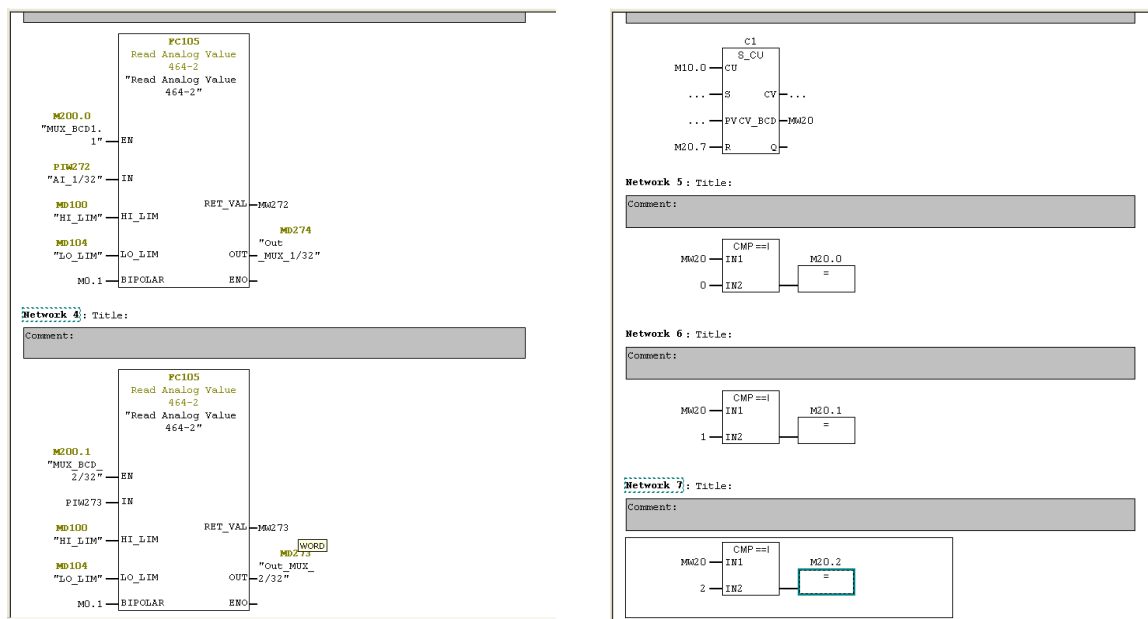 FC105
Read Analog Value
464-2
"Read Analog Value
464-2"
M200.0
"MUX_BCD1.
1"
EN
PIW272
"AI_1/32"
IN
MD100
"HI_LIM"
HI_LIM
RET_VAL
MW272
MD104
"LO_LIM"
LO_LIM
MD274
"Out
OUT
_MUX_1/32"
M0.1
BIPOLAR
ENO
Network 4: Title:
Comment:
FC105
Read Analog Value
464-2
"Read Analog Value
464-2"
M200.1
"MUX_BCD_
2/32"
EN
PIW273
IN
MD100
"HI_LIM"
HI_LIM
RET_VAL
MW273
WORD
MD104
"LO_LIM"
LO_LIM
MD273
"Out_MUX_
OUT
2/32"
M0.1
BIPOLAR
ENO
C1
S_CU
M10.0
CU
...
S
CV
...
...
PV
CV_BCD
MW20
M20.7
R
Q
Network 5 : Title:
Comment:
CMP ==I
MW20
IN1
M20.0
=
0
IN2
Network 6 : Title:
Comment:
CMP ==I
MW20
IN1
M20.1
=
1
IN2
Network 7 : Title:
Comment:
CMP ==I
MW20
IN1
M20.2
=
2
IN2